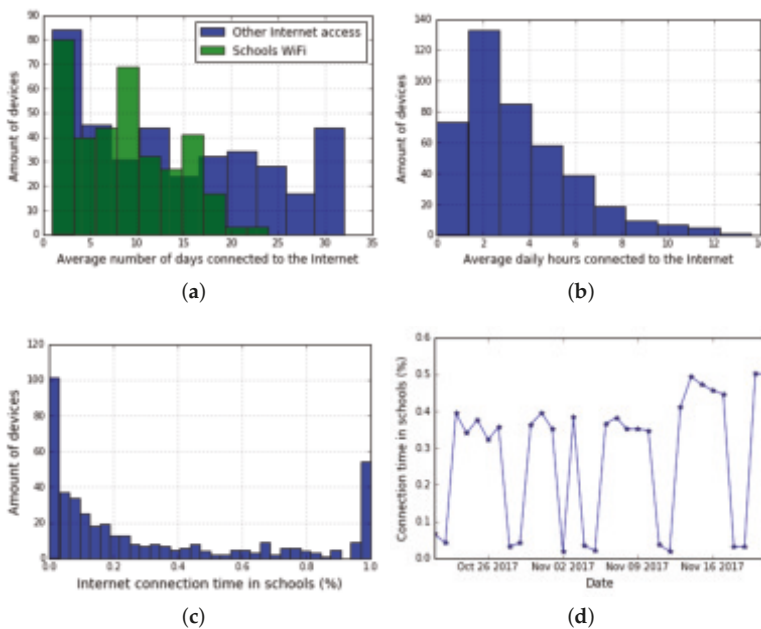 90
80
70
60
50
40
30
20
10
0
Amount of devices
Other Internet access
Schools WiFi
0 5 10 15 20 25 30 35
Average number of days connected to the Internet
(a)
140
120
100
80
60
40
20
0
Amount of devices
0 2 4 6 8 10 12 14
Average daily hours connected to the Internet
(b)
120
100
80
60
40
20
0
Amount of devices
0.0 0.2 0.4 0.6 0.8 1.0
Internet connection time in schools (%)
(c)
0.6
0.5
0.4
0.3
0.2
0.1
0.0
Connection time in schools (%)
Oct 26 2017 Nov 02 2017 Nov 09 2017 Nov 16 2017
Date
(d)